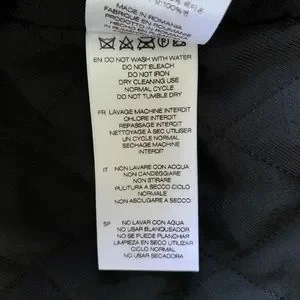 MADE IN ROMANIA
FABRIQUÉ EN ROUMANIE
EN DO NOT WASH WITH WATER
DO NOT BLEACH
DO NOT IRON
DRY CLEANING USE
NORMAL CYCLE
DO NOT TUMBLE DRY
FR LAVAGE MACHINE INTERDIT
CHLORE INTERDIT
REPASSAGE INTERDIT
NETTOYAGE À SEC UTILISER
UN CYCLE NORMAL
SECHAGE MACHINE
INTERDIT
IT NON LAVARE CON ACQUA
NON CANDEGGIARE
NON STIRARE
PULITURA A SECCO CICLO
NORMALE
NON ASCIUGARE A SECCO
SP NO LAVAR CON AGUA
NO USAR BLANQUEADOR
NO SE PUEDE PLANCHAR
LIMPIEZA EN SECO UTILIZAR
CICLO NORMAL
NO USAR SECADORA